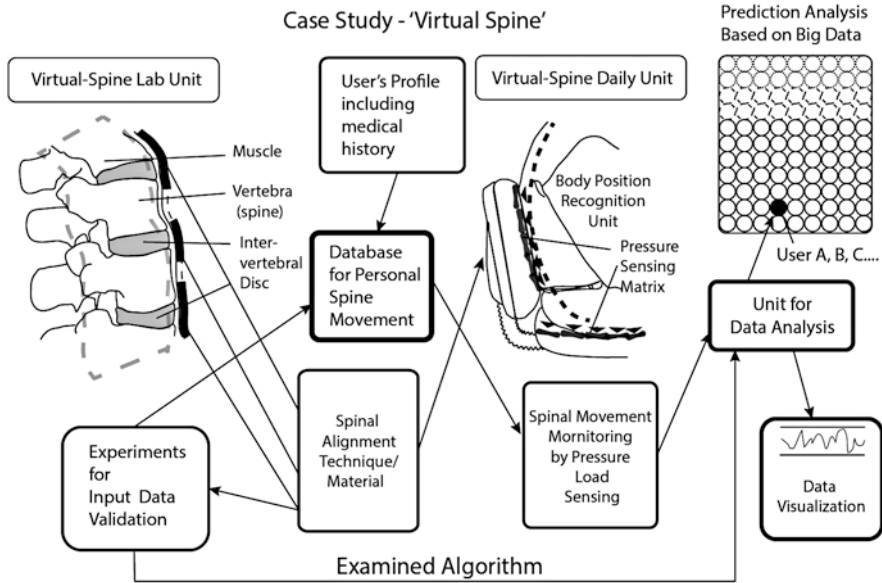 Case Study - 'Virtual Spine'
Prediction Analysis
Based on Big Data
Virtual-Spine Lab Unit
User's Profile
including
medical
history
Virtual-Spine Daily Unit
Muscle
Vertebra
(spine)
Inter-
vertebral
Disc
Database
for Personal
Spine
Movement
Body Position
Recognition
Unit
Pressure
Sensing
Matrix
User A, B, C....
Unit for
Data Analysis
Experiments
for
Input Data
Validation
Spinal
Alignment
Technique/
Material
Spinal Movement
Mornitoring
by Pressure
Load
Sensing
Data
Visualization
Examined Algorithm